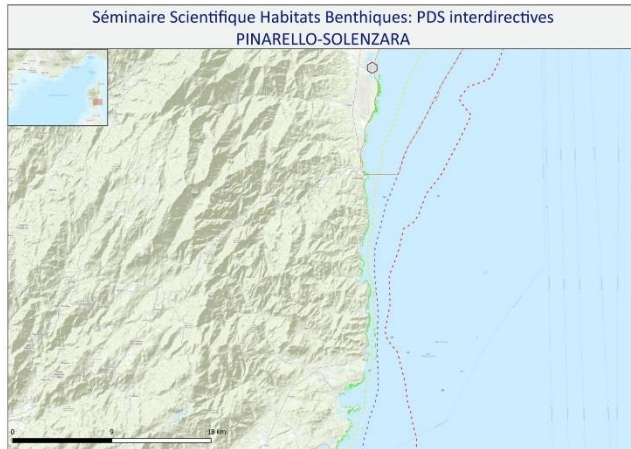 Séminaire Scientifique Habitats Benthiques: PDS interdirectives
PINARELLO-SOLENZARA
0 9 18 km